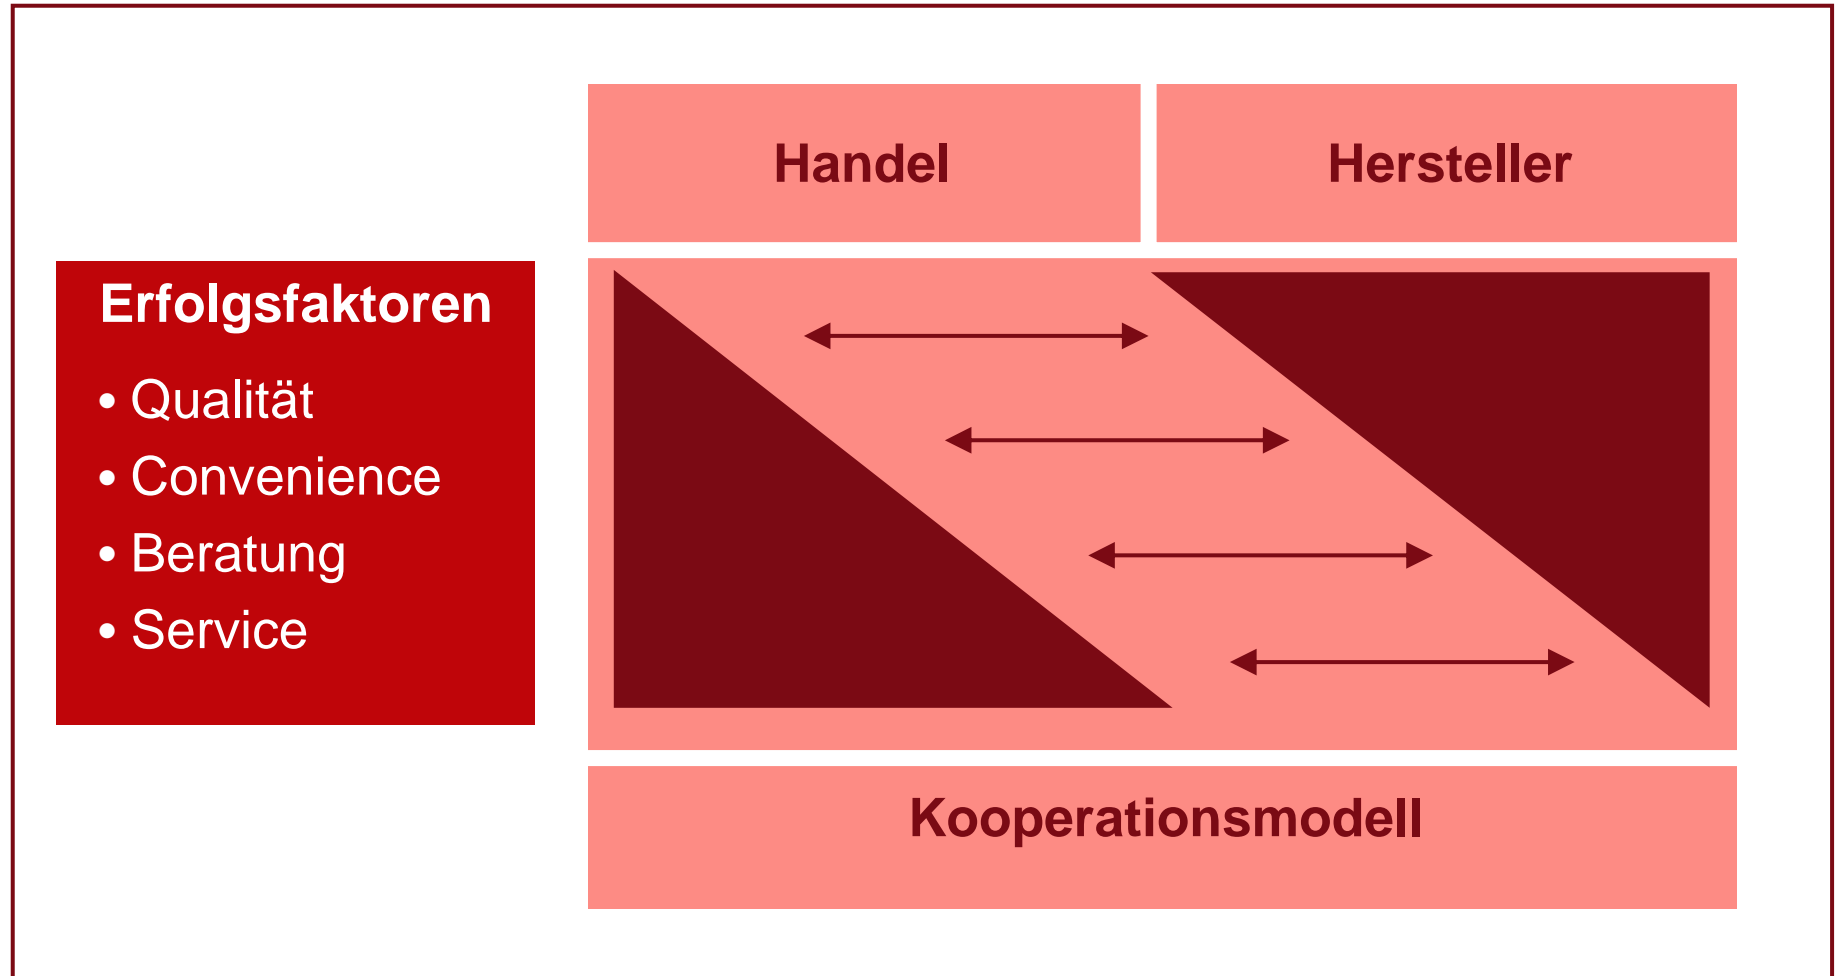 Handel
Hersteller
Erfolgsfaktoren
• Qualität
• Convenience
• Beratung
• Service
Kooperationsmodell